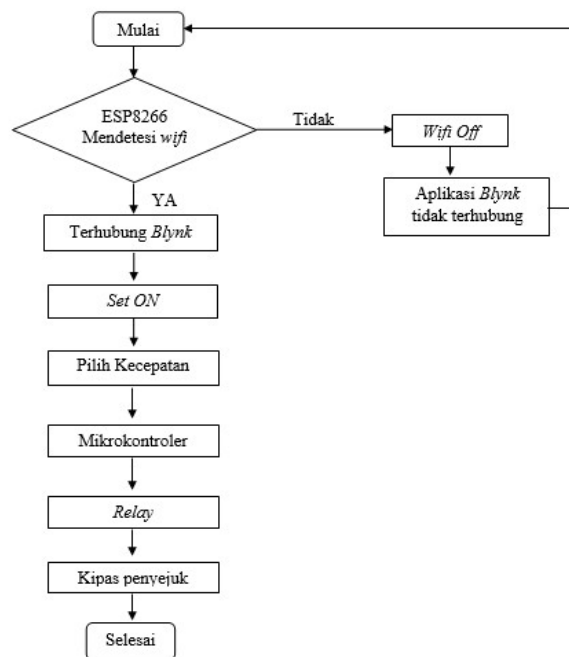 Mulai
ESP8266
Mendetesi wifi
Tidak
Wifi Off
Aplikasi Blynk
tidak terhubung
YA
Terhubung Blynk
Set ON
Pilih Kecepatan
Mikrokontroler
Relay
Kipas penyejuk
Selesai